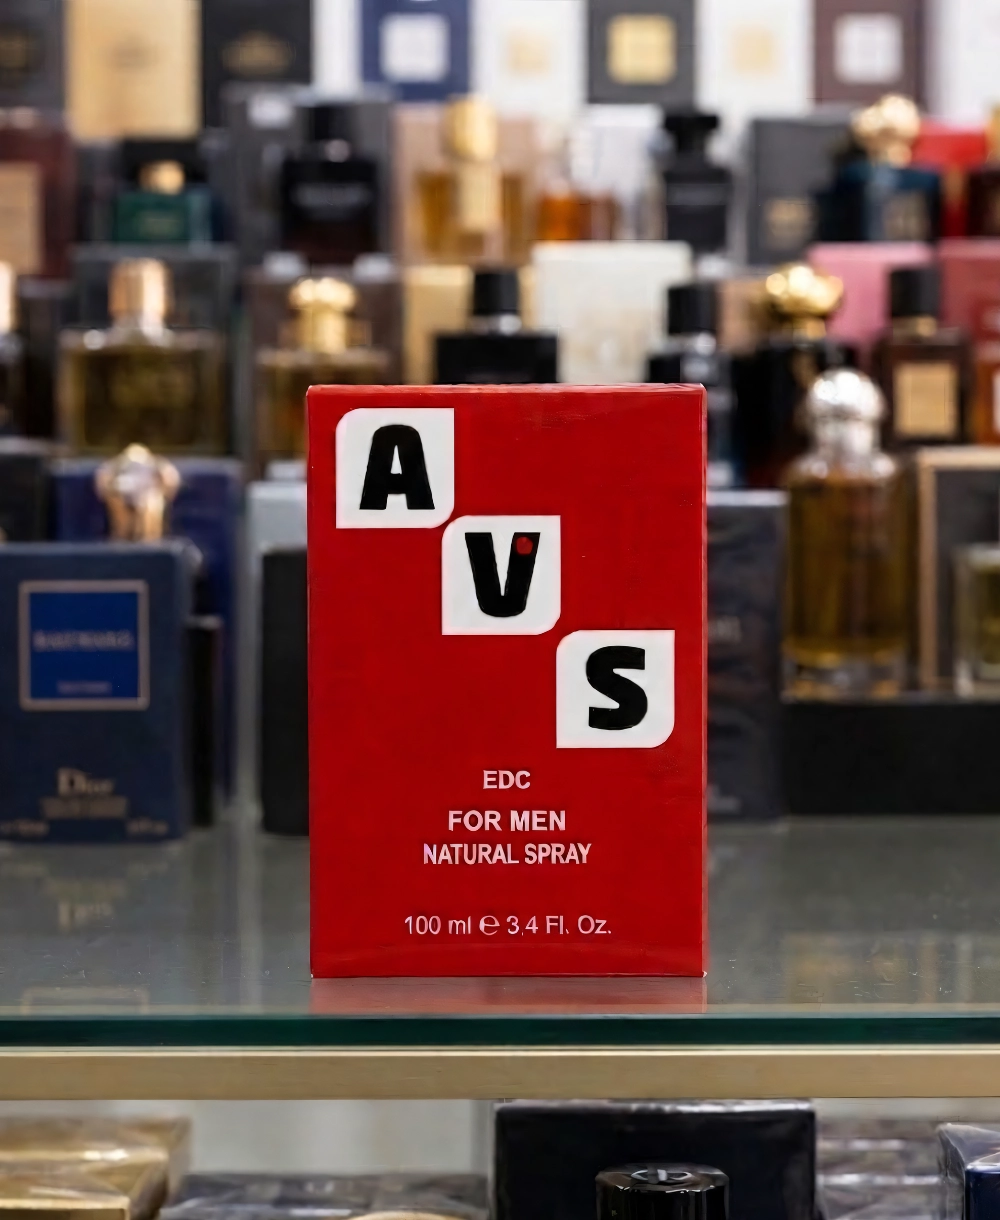 A
V
S
EDC
FOR MEN
NATURAL SPRAY
100 ml ℮ 3.4 Fl. Oz.
Dior